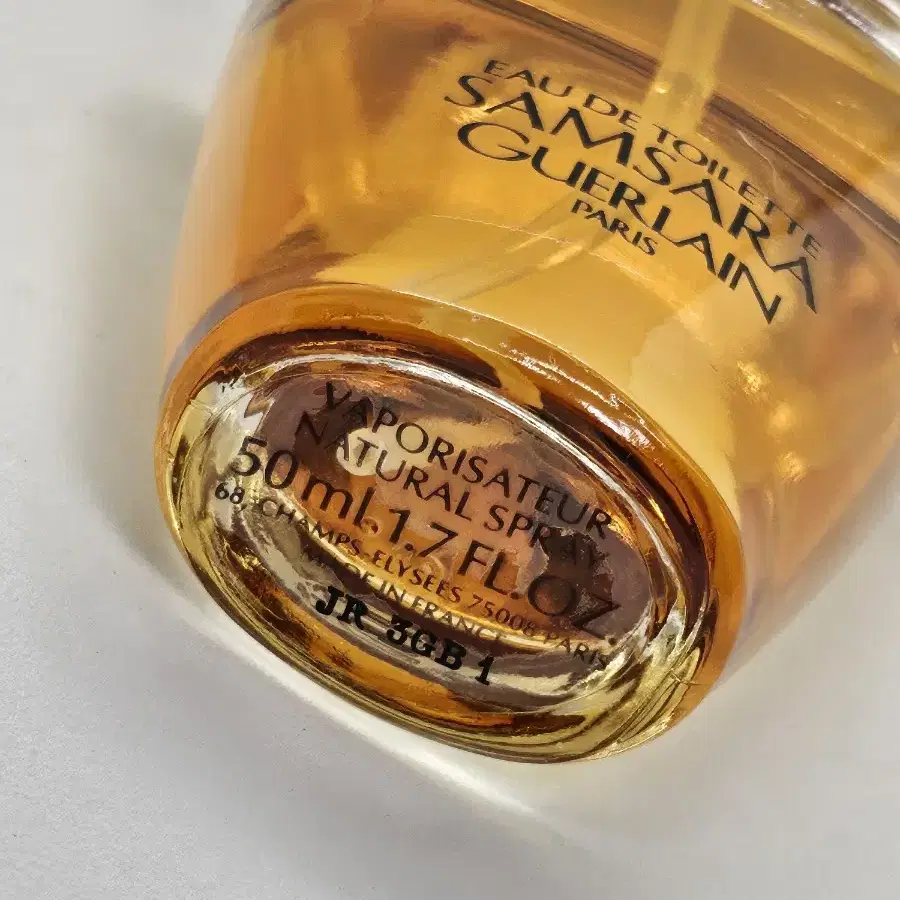 EAU DE TOILETTE
SAMSARA
GUERLAIN
PARIS
VAPORISATEUR
NATURAL SPRAY
50 ml. 1.7 FL. OZ.
68, CHAMPS-ELYSEES 75008 PARIS
MADE IN FRANCE
JR 3GB 1